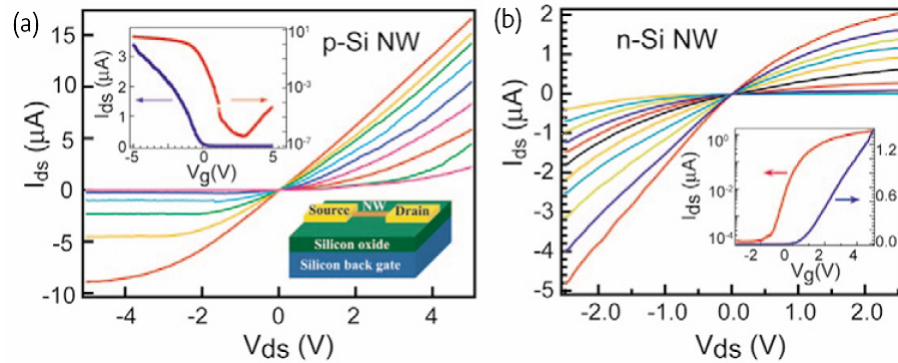 (a)
p-Si NW
15
10
5
0
-5
-10
Ids (μA)
-4 -2 0 2 4
Vds (V)
3
2
1
0
Ids (μA)
10¹
10⁻³
10⁻⁷
-5 0 5
Vg(V)
Source NW Drain
Silicon oxide
Silicon back gate
(b)
n-Si NW
2
1
0
-1
-2
-3
-4
-5
Ids (μA)
-2.0 -1.0 0.0 1.0 2.0
Vds (V)
10⁰
10⁻²
10⁻⁴
Ids (μA)
1.2
0.6
0.0
-2 0 2 4
Vg(V)